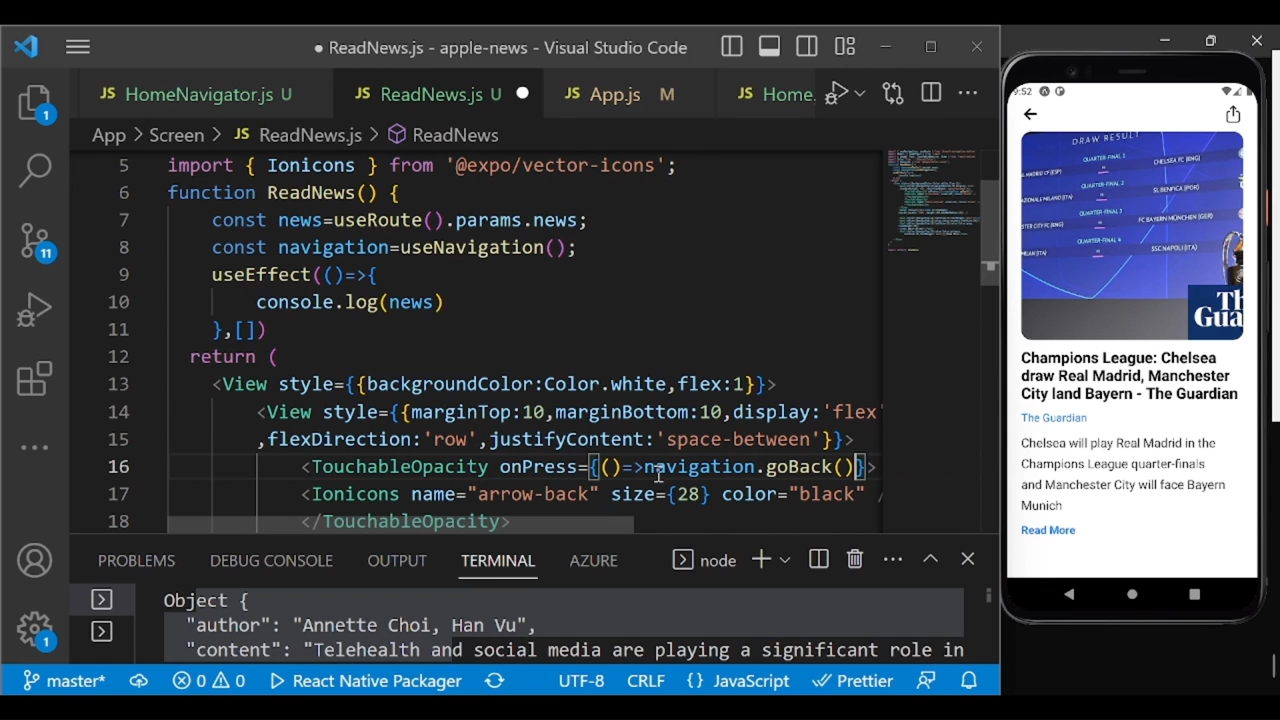 ReadNews.js - apple-news - Visual Studio Code
JS HomeNavigator.js U
JS ReadNews.js U
JS App.js M
JS Home.
1
App > Screen > JS ReadNews.js > ReadNews
5 import { Ionicons } from '@expo/vector-icons';
6 function ReadNews() {
7 const news=useRoute().params.news;
8 const navigation=useNavigation();
9 useEffect(()=>{
10 console.log(news)
11 },[])
12 return (
13 <View style={{backgroundColor:Color.white,flex:1}}>
14 <View style={{marginTop:10,marginBottom:10,display:'flex'
15 ,flexDirection:'row',justifyContent:'space-between'}}>
16 <TouchableOpacity onPress={()=>navigation.goBack()}>
17 <Ionicons name="arrow-back" size={28} color="black" /
18 </TouchableOpacity>
11
1
PROBLEMS DEBUG CONSOLE OUTPUT TERMINAL AZURE node
Object {
"author": "Annette Choi, Han Vu",
"content": "Telehealth and social media are playing a significant role in
master* 0 0 React Native Packager UTF-8 CRLF {} JavaScript Prettier
9:52
DRAW RESULT
QUARTER-FINAL 1
CHELSEA FC (ENG)
QUARTER-FINAL 2
SL BENFICA (POR)
QUARTER-FINAL 3
FC BAYERN MÜNCHEN (GER)
QUARTER-FINAL 4
SSC NAPOLI (ITA)
Th
Gua
Champions League: Chelsea
draw Real Madrid, Manchester
City land Bayern - The Guardian
The Guardian
Chelsea will play Real Madrid in the
Champions League quarter-finals
and Manchester City will face Bayern
Munich
Read More